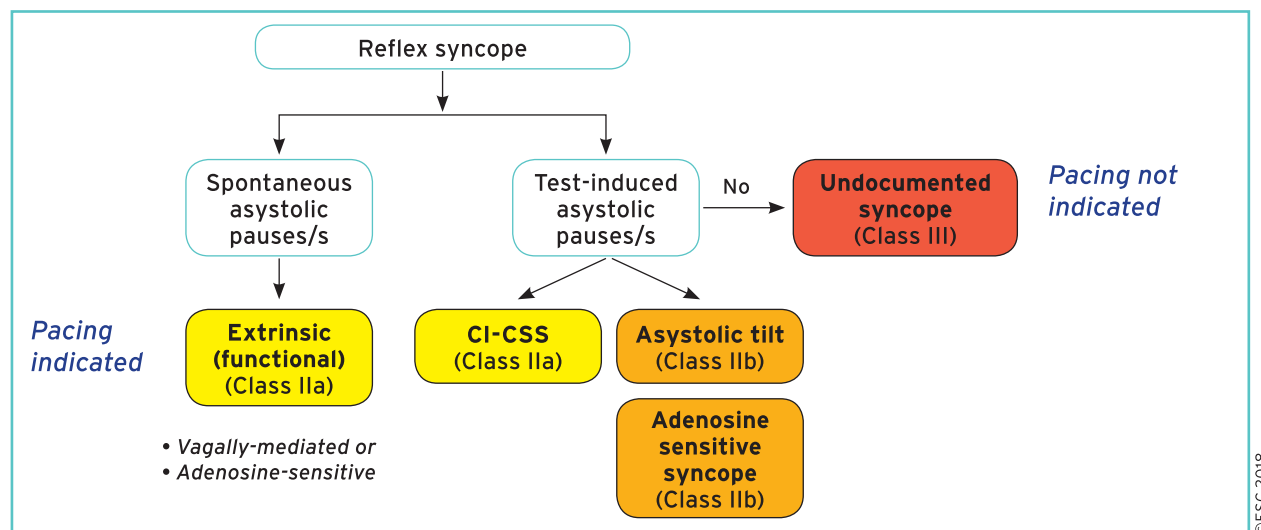 Reflex syncope
Spontaneous
asystolic
pauses/s
Test-induced
asystolic
pauses/s
No
Undocumented
syncope
(Class III)
Pacing not
indicated
Pacing
indicated
Extrinsic
(functional)
(Class IIa)
CI-CSS
(Class IIa)
Asystolic tilt
(Class IIb)
• Vagally-mediated or
• Adenosine-sensitive
Adenosine
sensitive
syncope
(Class IIb)
©ESC 2018